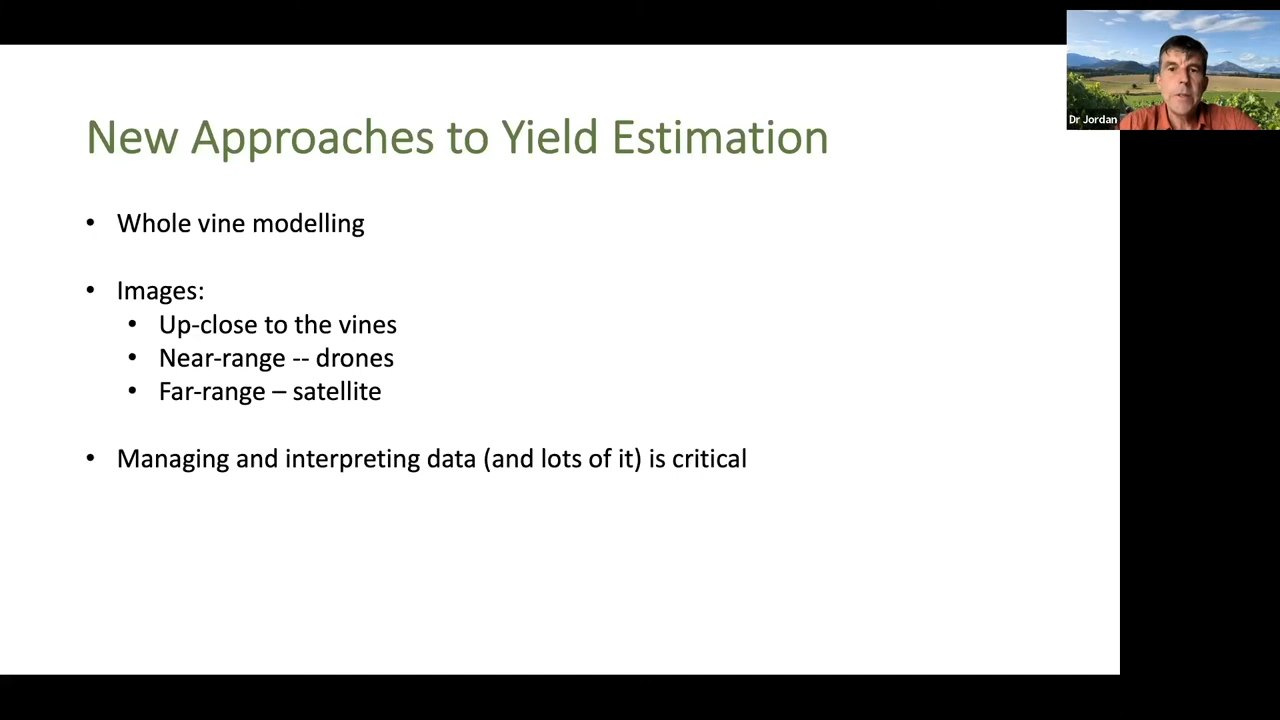 New Approaches to Yield Estimation
• Whole vine modelling
• Images:
• Up-close to the vines
• Near-range -- drones
• Far-range – satellite
• Managing and interpreting data (and lots of it) is critical
Dr Jordan